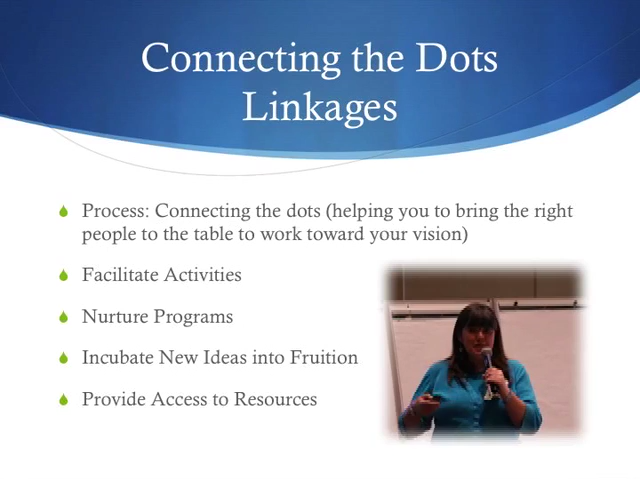 Connecting the Dots
Linkages
Process: Connecting the dots (helping you to bring the right
people to the table to work toward your vision)
Facilitate Activities
Nurture Programs
Incubate New Ideas into Fruition
Provide Access to Resources